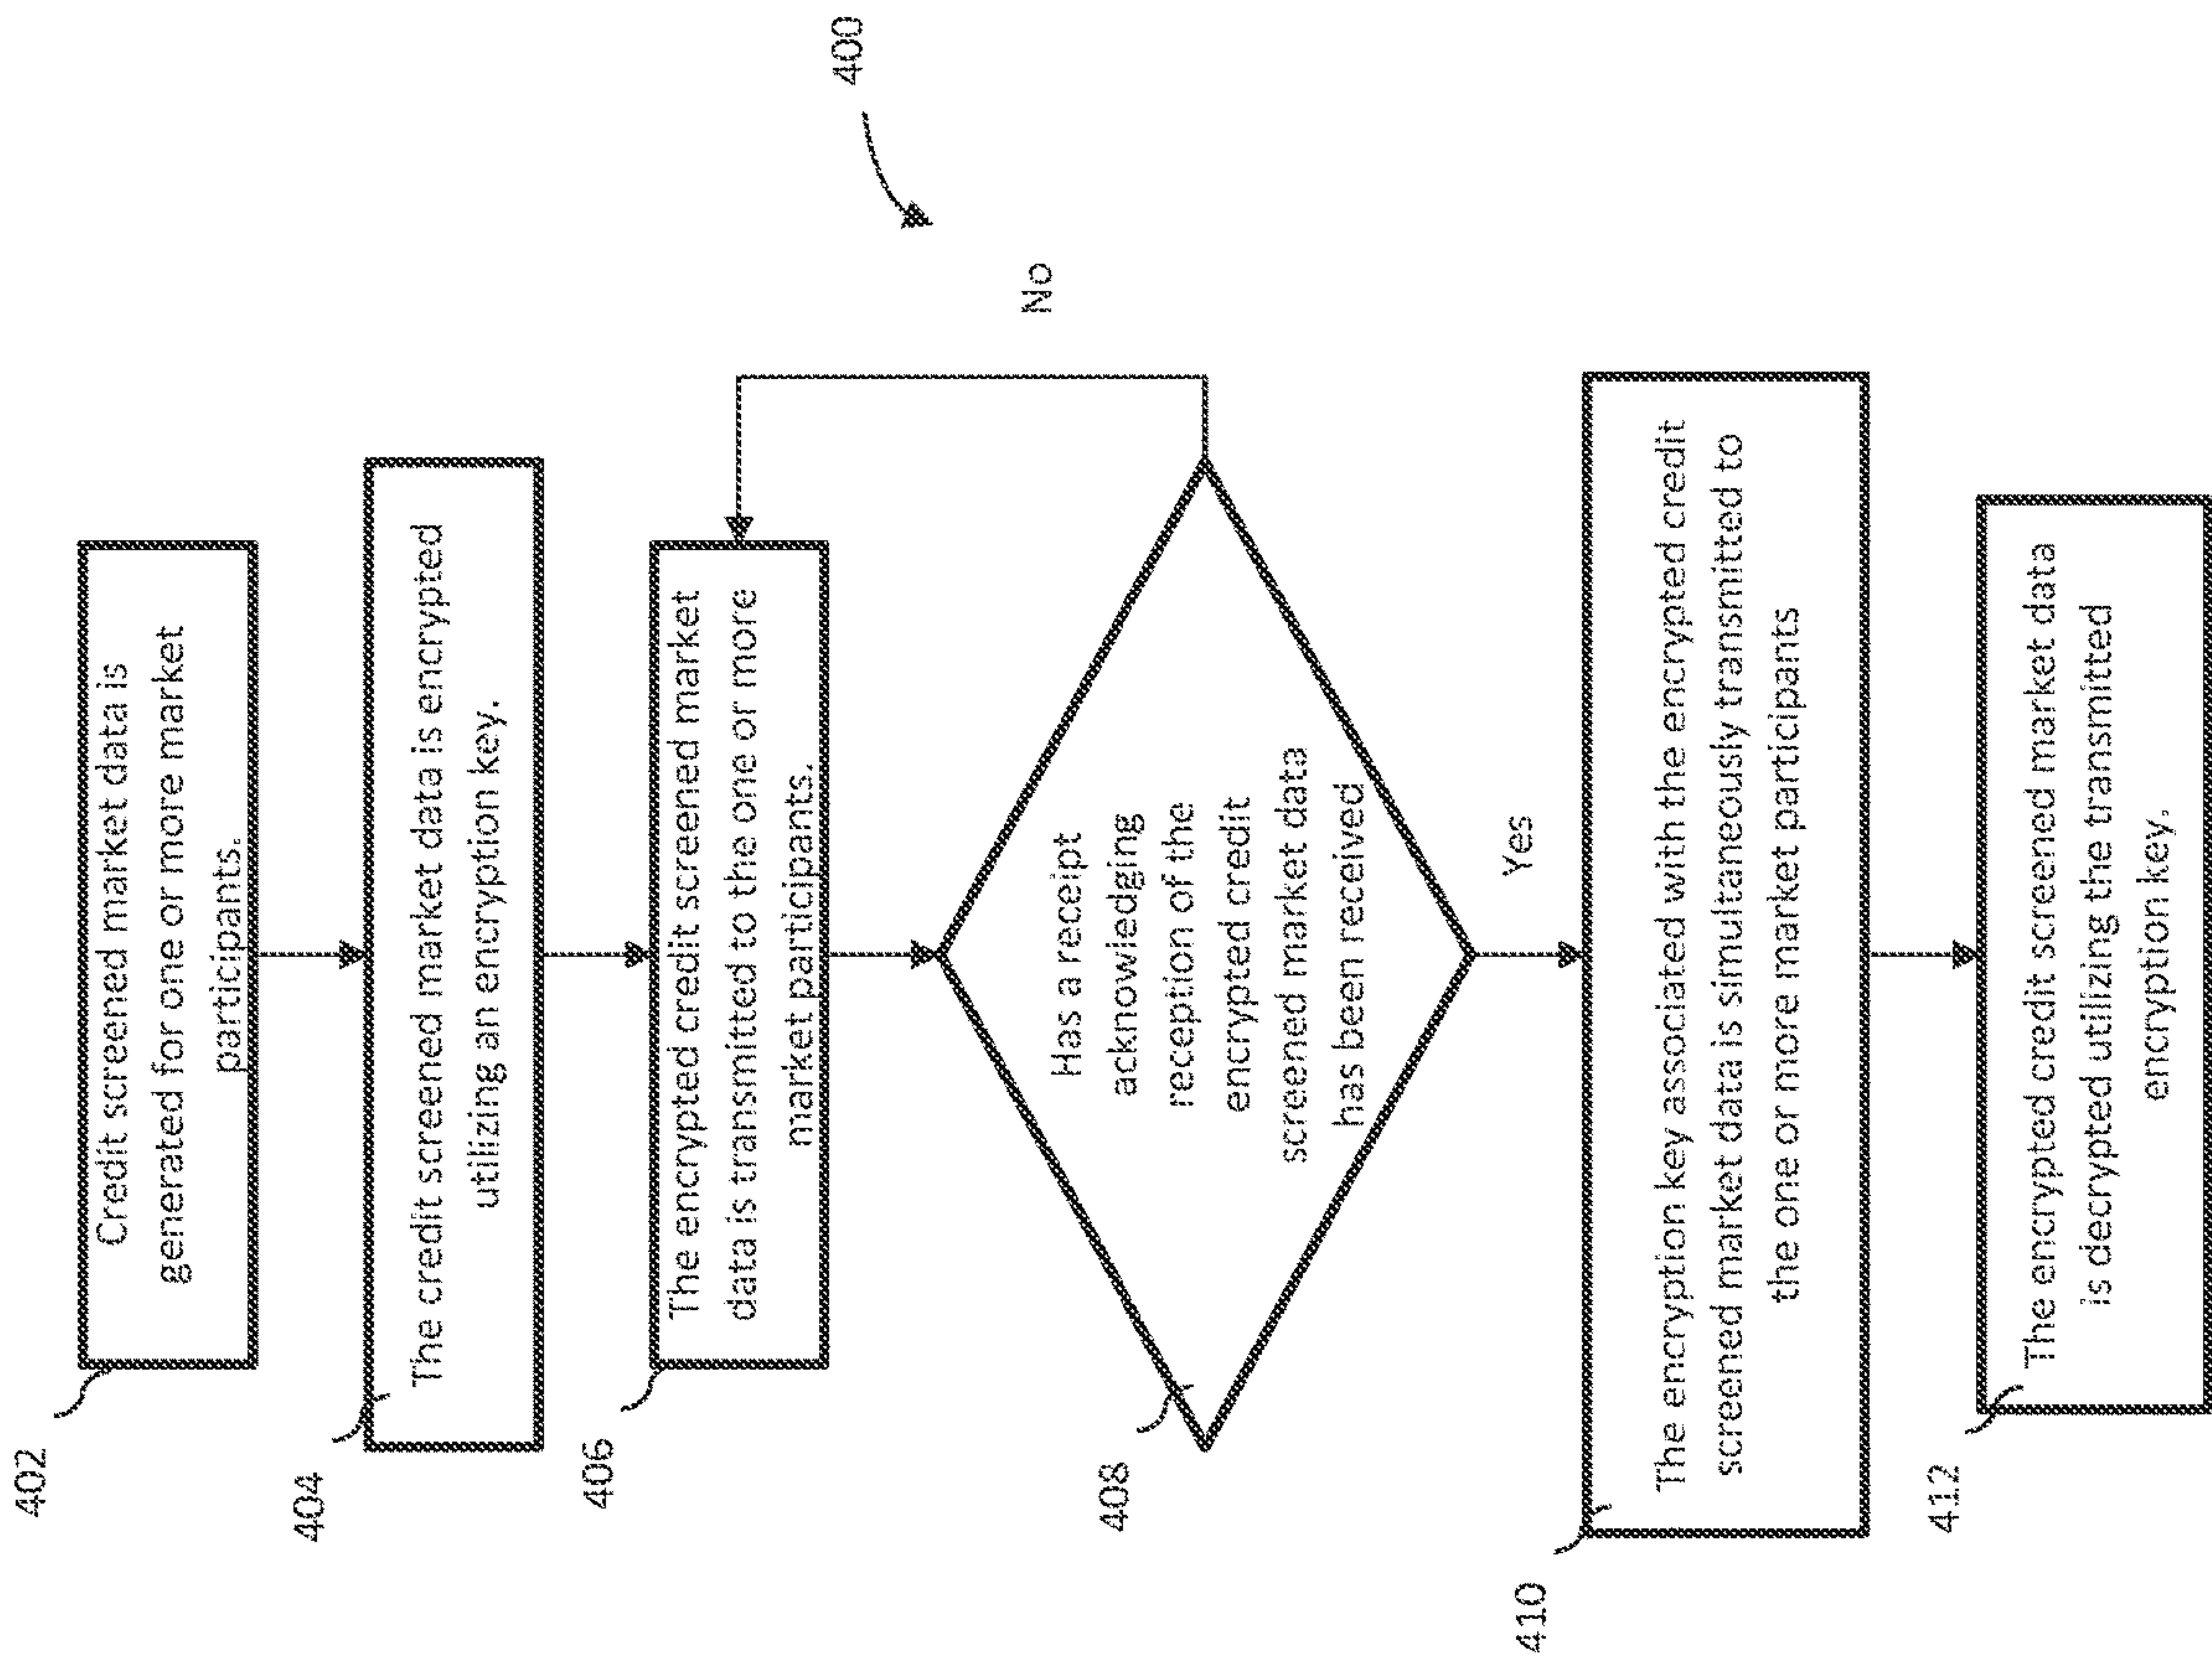 400
402
Credit screened market data is
generated for one or more market
participants.
404
The credit screened market data is encrypted
utilizing an encryption key.
406
The encrypted credit screened market
data is transmitted to the one or more
market participants.
408
Has a receipt
acknowledging
reception of the
encrypted credit
screened market data
has been received
No
Yes
410
The encryption key associated with the encrypted credit
screened market data is simultaneously transmitted to
the one or more market participants
412
The encrypted credit screened market data
is decrypted utilizing the transmitted
encryption key.